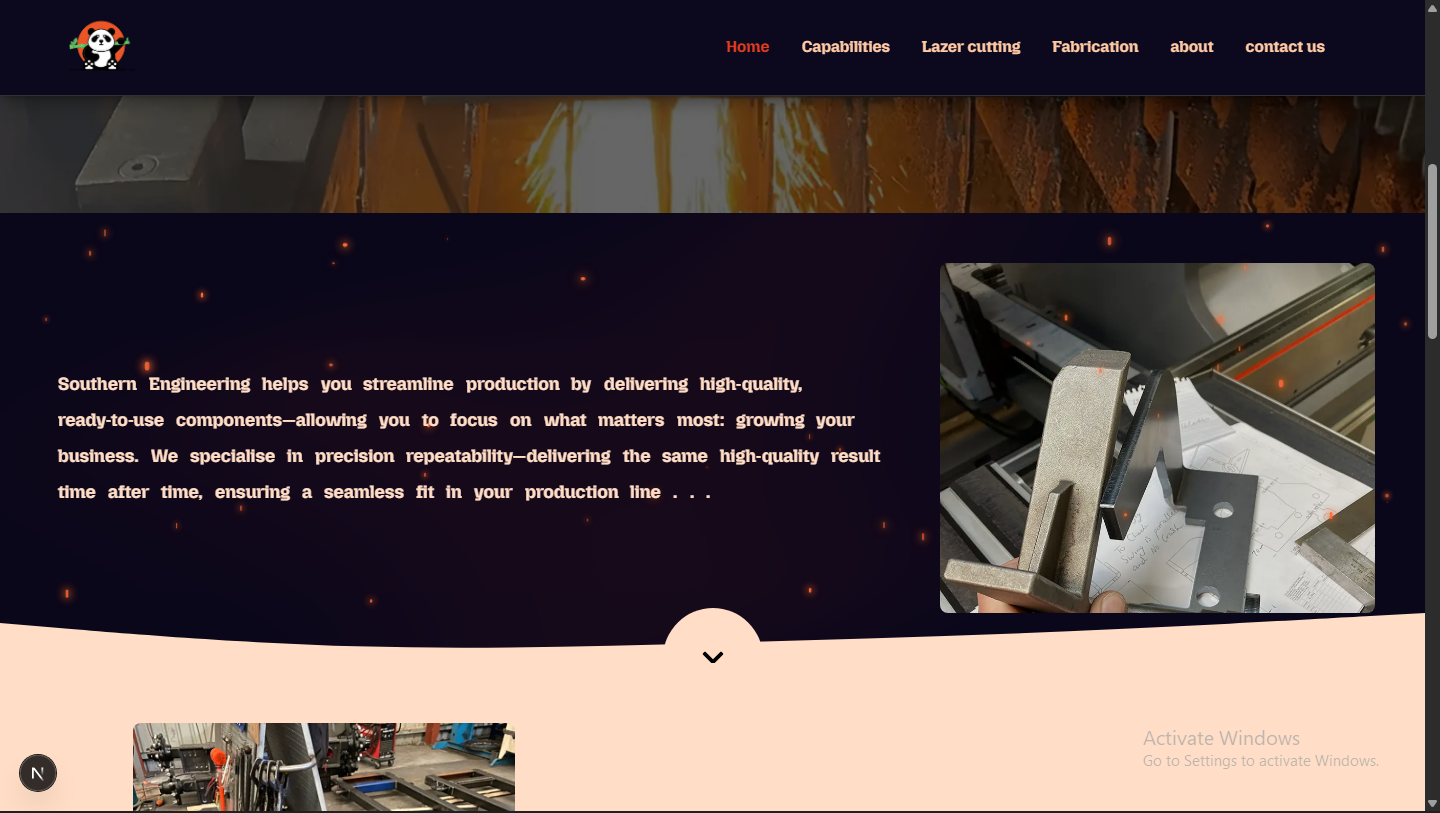 Home Capabilities Lazer cutting Fabrication about contact us
Southern Engineering helps you streamline production by delivering high-quality,
ready-to-use components—allowing you to focus on what matters most: growing your
business. We specialise in precision repeatability—delivering the same high-quality result
time after time, ensuring a seamless fit in your production line . . .
Activate Windows
Go to Settings to activate Windows.
N